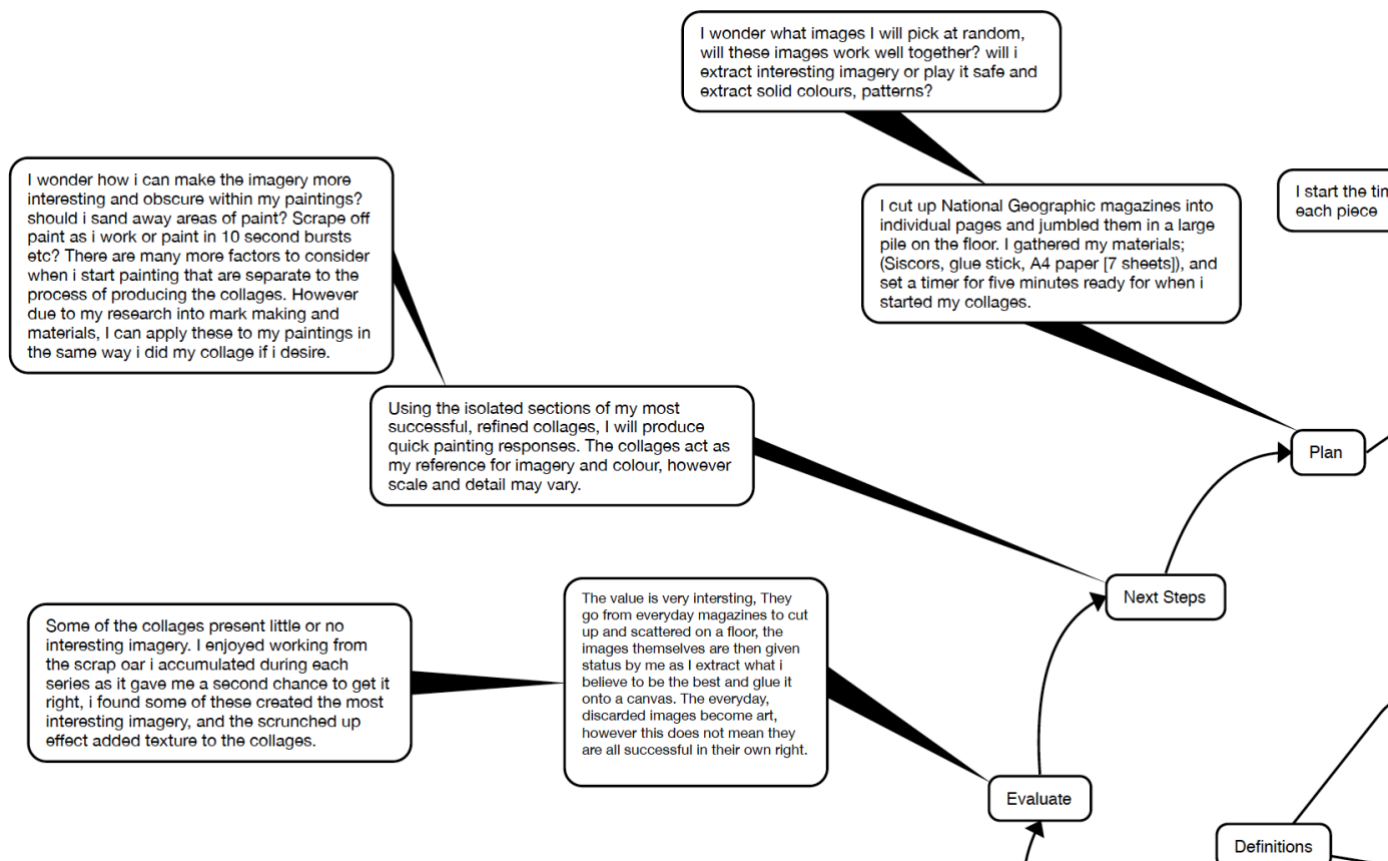 I wonder what images I will pick at random,
will these images work well together? will i
extract interesting imagery or play it safe and
extract solid colours, patterns?
I wonder how i can make the imagery more
interesting and obscure within my paintings?
should i sand away areas of paint? Scrape off
paint as i work or paint in 10 second bursts
etc? There are many more factors to consider
when i start painting that are separate to the
process of producing the collages. However
due to my research into mark making and
materials, I can apply these to my paintings in
the same way i did my collage if i desire.
I cut up National Geographic magazines into
individual pages and jumbled them in a large
pile on the floor. I gathered my materials;
(Siscors, glue stick, A4 paper [7 sheets]), and
set a timer for five minutes ready for when i
started my collages.
I start the
each piece
Using the isolated sections of my most
successful, refined collages, I will produce
quick painting responses. The collages act as
my reference for imagery and colour, however
scale and detail may vary.
Plan
Next Steps
Some of the collages present little or no
interesting imagery. I enjoyed working from
the scrap oar i accumulated during each
series as it gave me a second chance to get it
right, i found some of these created the most
interesting imagery, and the scrunched up
effect added texture to the collages.
The value is very intersting, They
go from everyday magazines to cut
up and scattered on a floor, the
images themselves are then given
status by me as I extract what i
believe to be the best and glue it
onto a canvas. The everyday,
discarded images become art,
however this does not mean they
are all successful in their own right.
Evaluate
Definitions